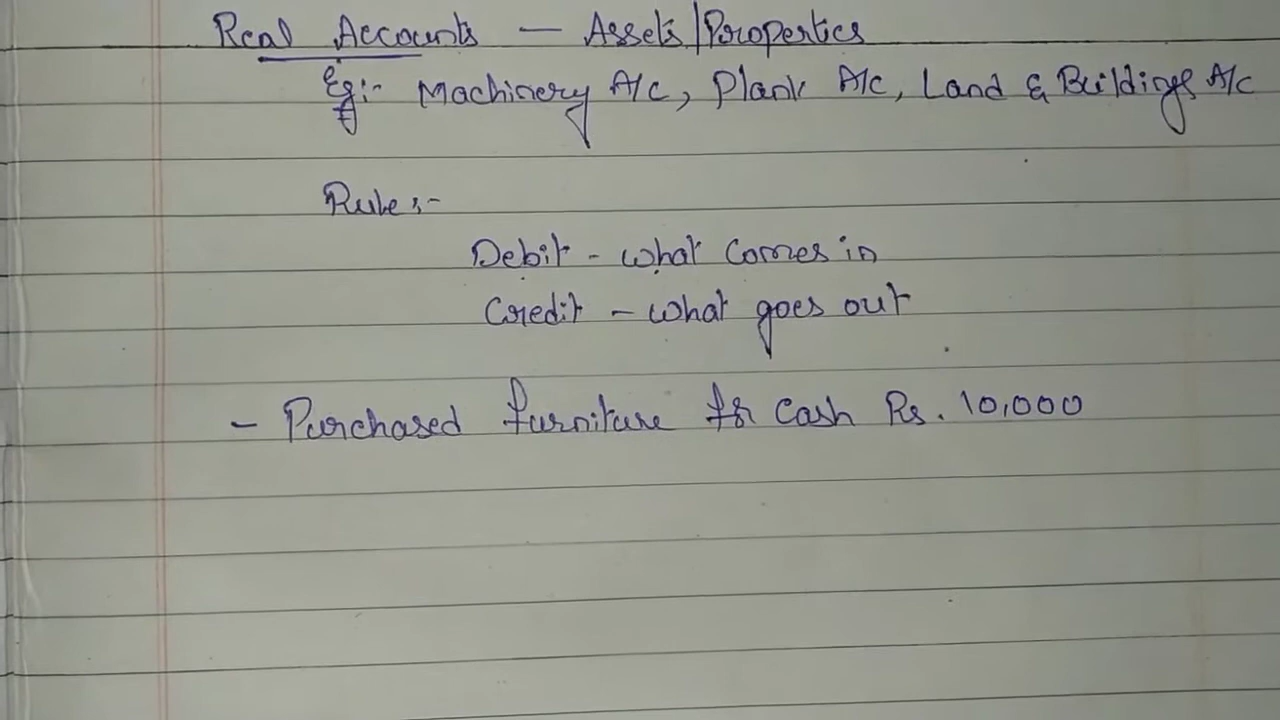 Real Accounts — Assets/Properties
Eg:- Machinery A/c, Plant A/c, Land & Buildings A/c
Rule:-
Debit - what comes in
Credit - what goes out
- Purchased furniture for cash Rs. 10,000